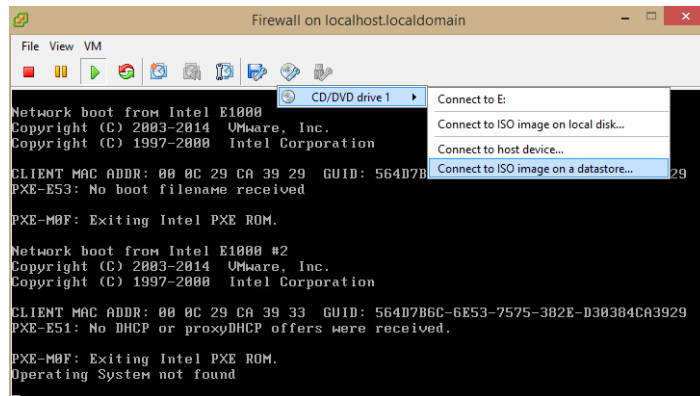 Firewall on localhost.localdomain
File View VM
CD/DVD drive 1
Connect to E:
Connect to ISO image on local disk...
Connect to host device...
Connect to ISO image on a datastore...
Network boot from Intel E1000
Copyright (C) 2003-2014 VMware, Inc.
Copyright (C) 1997-2000 Intel Corporation
CLIENT MAC ADDR: 00 0C 29 CA 39 29 GUID: 564D7B 29
PXE-E53: No boot filename received
PXE-M0F: Exiting Intel PXE ROM.
Network boot from Intel E1000 #2
Copyright (C) 2003-2014 VMware, Inc.
Copyright (C) 1997-2000 Intel Corporation
CLIENT MAC ADDR: 00 0C 29 CA 39 33 GUID: 564D7B6C-6E53-7575-382E-D30384CA3929
PXE-E51: No DHCP or proxyDHCP offers were received.
PXE-M0F: Exiting Intel PXE ROM.
Operating System not found